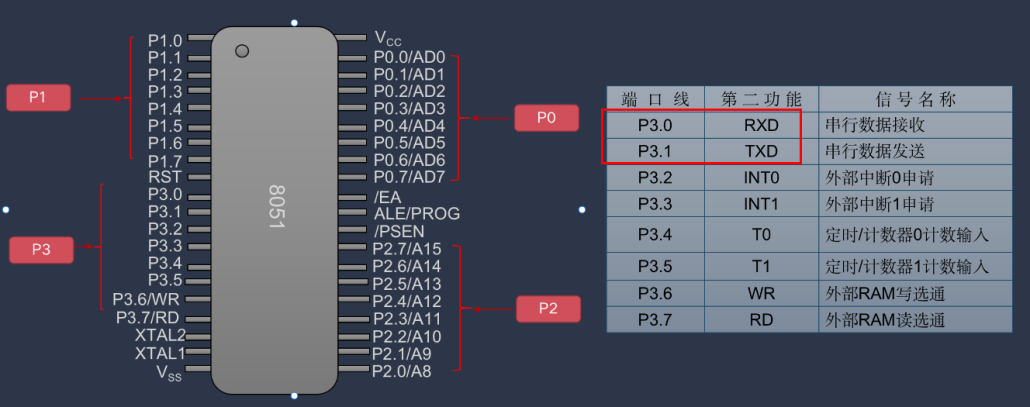 P1
P3
P1.0
P1.1
P1.2
P1.3
P1.4
P1.5
P1.6
P1.7
RST
P3.0
P3.1
P3.2
P3.3
P3.4
P3.5
P3.6/WR
P3.7/RD
XTAL2
XTAL1
VSS
8051
VCC
P0.0/AD0
P0.1/AD1
P0.2/AD2
P0.3/AD3
P0.4/AD4
P0.5/AD5
P0.6/AD6
P0.7/AD7
/EA
ALE/PROG
/PSEN
P2.7/A15
P2.6/A14
P2.5/A13
P2.4/A12
P2.3/A11
P2.2/A10
P2.1/A9
P2.0/A8
P0
P2
端口线 第二功能 信号名称
P3.0 RXD 串行数据接收
P3.1 TXD 串行数据发送
P3.2 INT0 外部中断0申请
P3.3 INT1 外部中断1申请
P3.4 T0 定时/计数器0计数输入
P3.5 T1 定时/计数器1计数输入
P3.6 WR 外部RAM写选通
P3.7 RD 外部RAM读选通